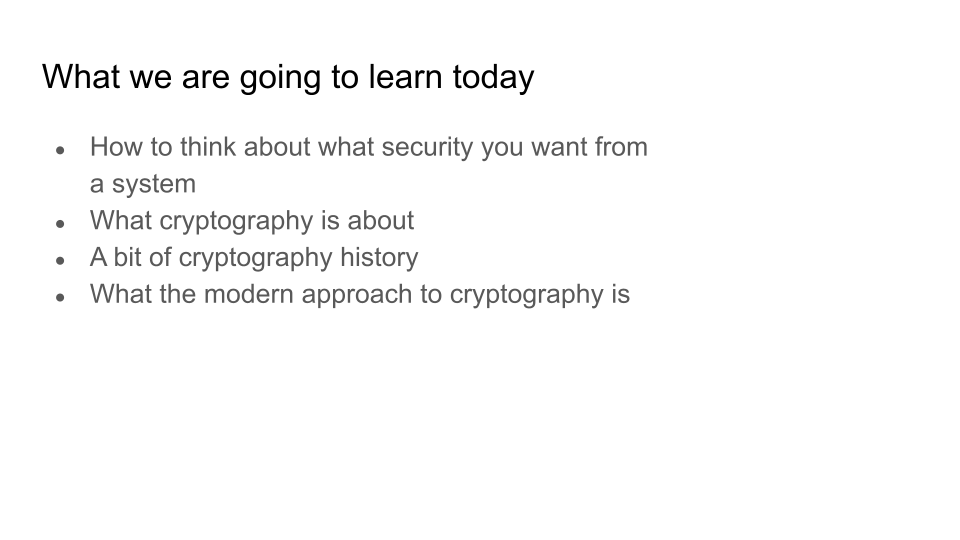 What we are going to learn today
● How to think about what security you want from
a system
● What cryptography is about
● A bit of cryptography history
● What the modern approach to cryptography is